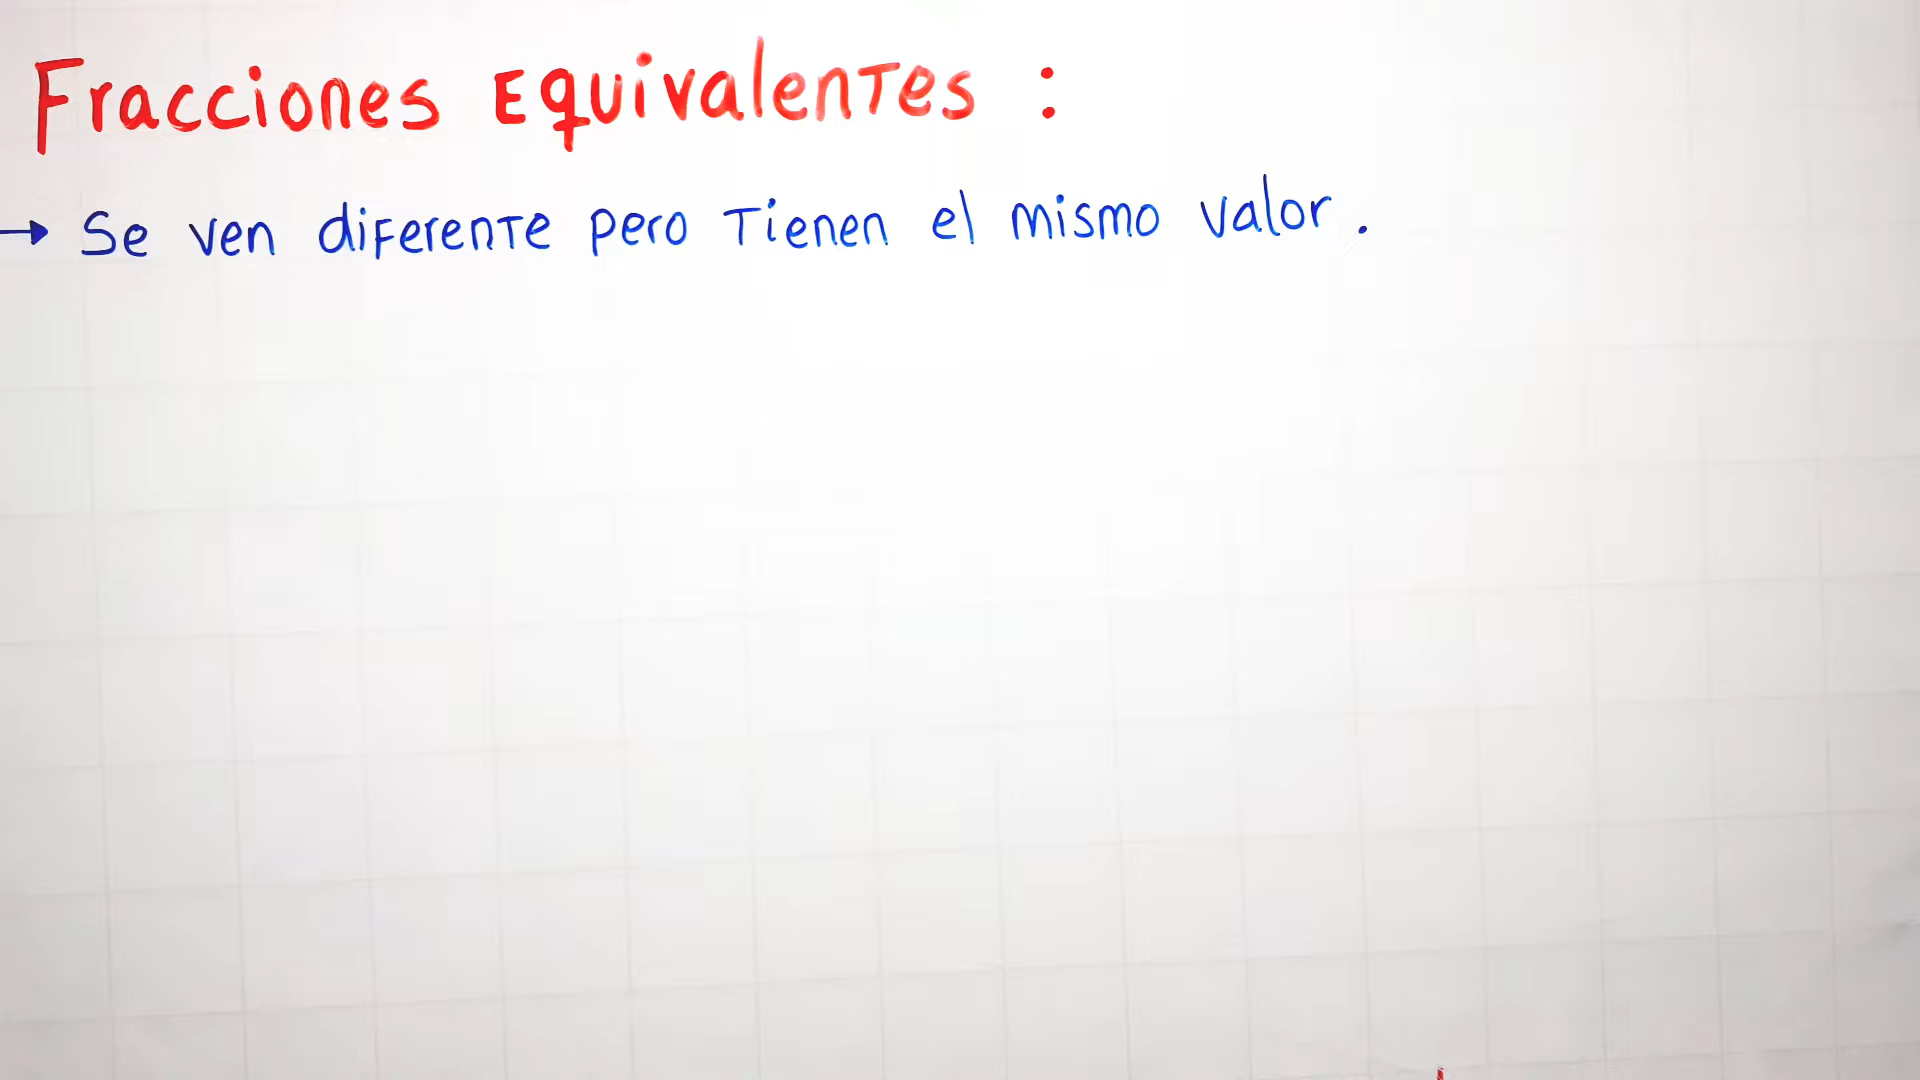 Fracciones Equivalentes :
→ Se ven diferente pero Tienen el mismo valor.